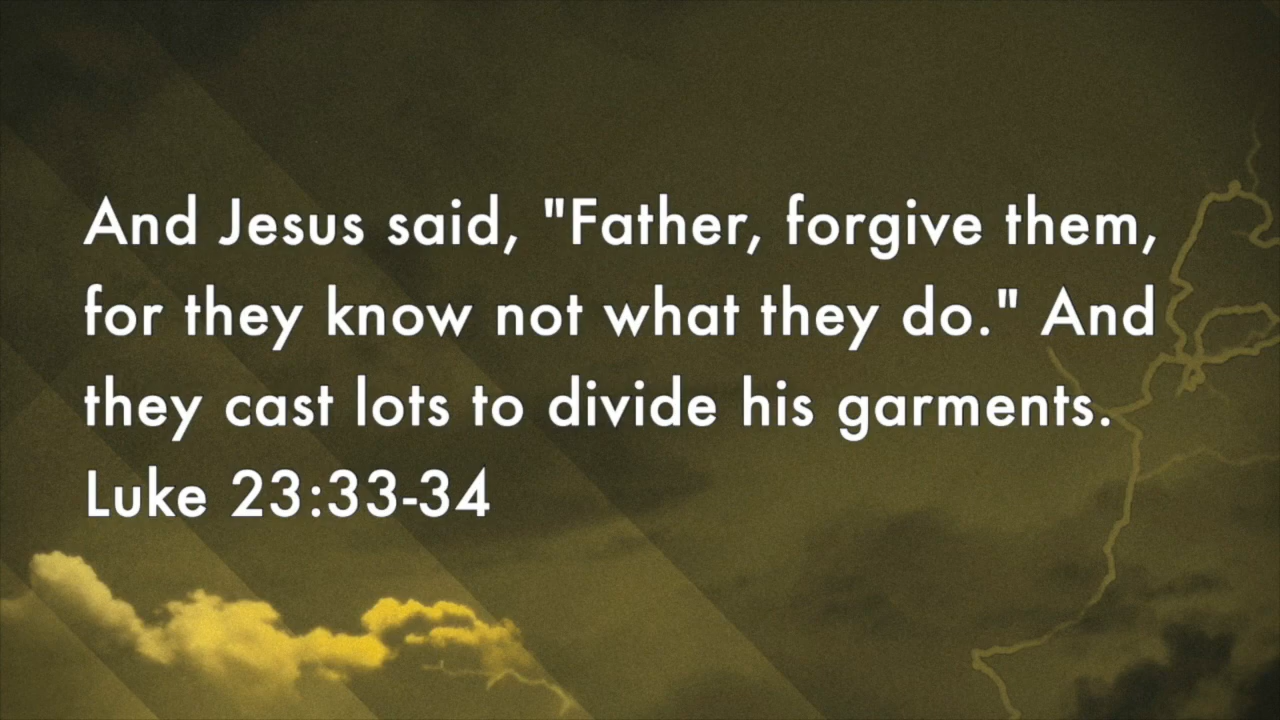 And Jesus said, "Father, forgive them,
for they know not what they do." And
they cast lots to divide his garments.
Luke 23:33-34